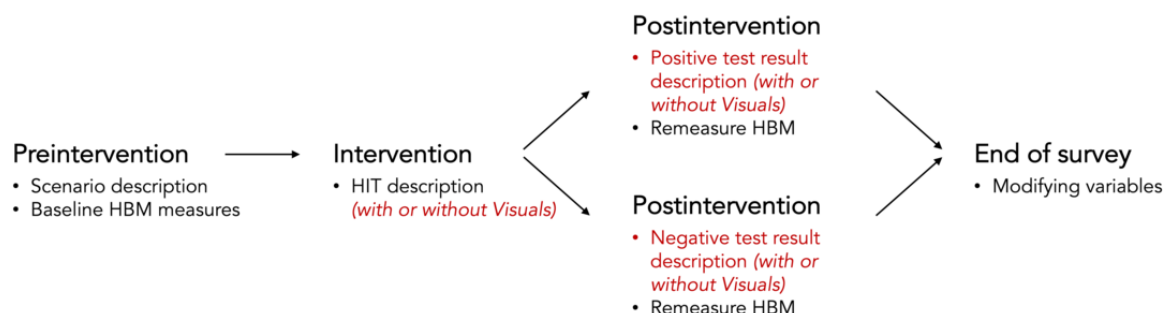 Preintervention
• Scenario description
• Baseline HBM measures
Intervention
• HIT description
(with or without Visuals)
Postintervention
• Positive test result
description (with or
without Visuals)
• Remeasure HBM
Postintervention
• Negative test result
description (with or
without Visuals)
• Remeasure HBM
End of survey
• Modifying variables